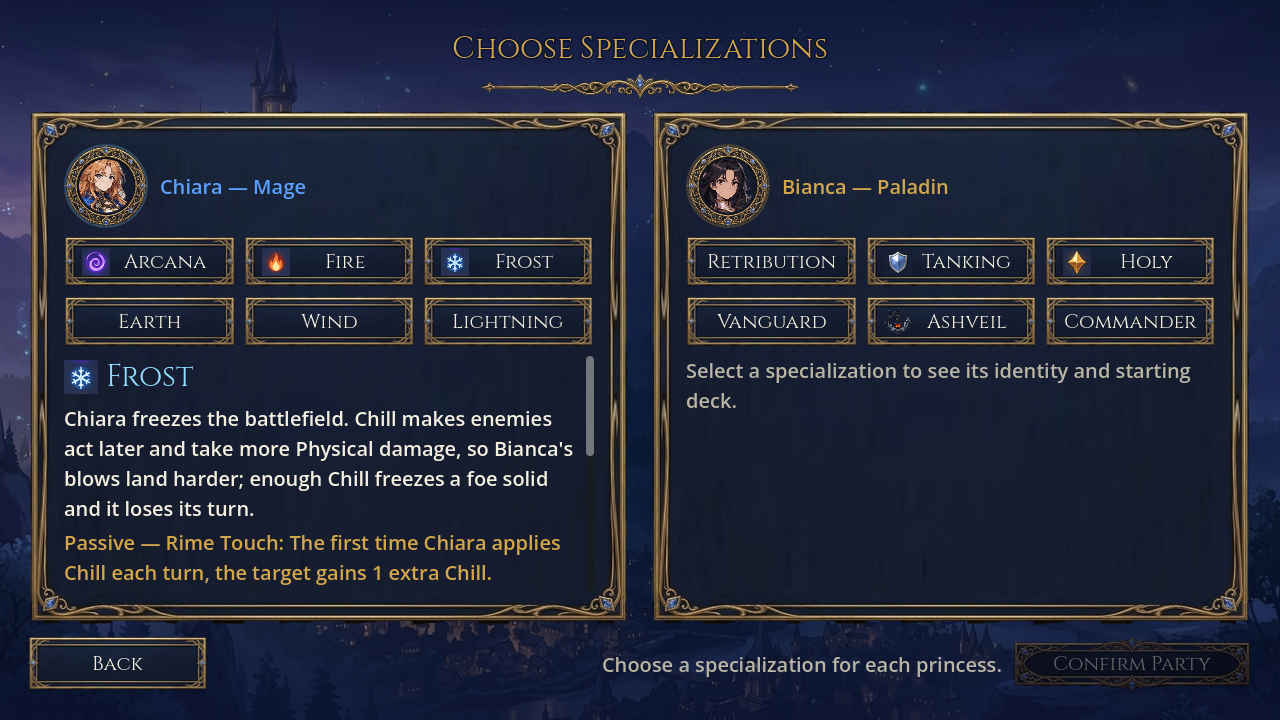 Choose Specializations
Chiara — Mage
Arcana
Fire
Frost
Earth
Wind
Lightning
Frost
Chiara freezes the battlefield. Chill makes enemies
act later and take more Physical damage, so Bianca's
blows land harder; enough Chill freezes a foe solid
and it loses its turn.
Passive — Rime Touch: The first time Chiara applies
Chill each turn, the target gains 1 extra Chill.
Bianca — Paladin
Retribution
Tanking
Holy
Vanguard
Ashveil
Commander
Select a specialization to see its identity and starting
deck.
Back
Choose a specialization for each princess.
Confirm Party